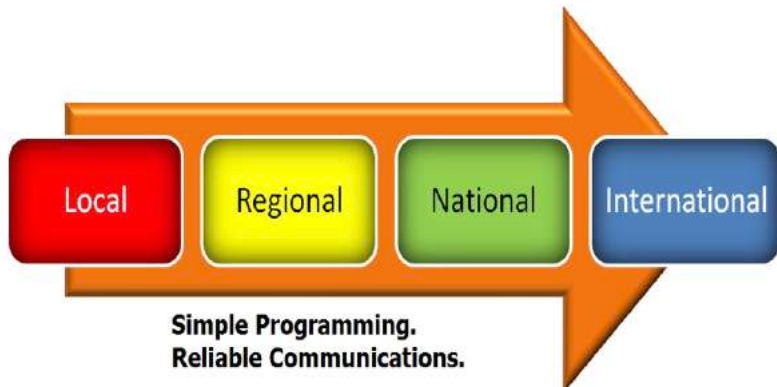 Local
Regional
National
International
Simple Programming.
Reliable Communications.